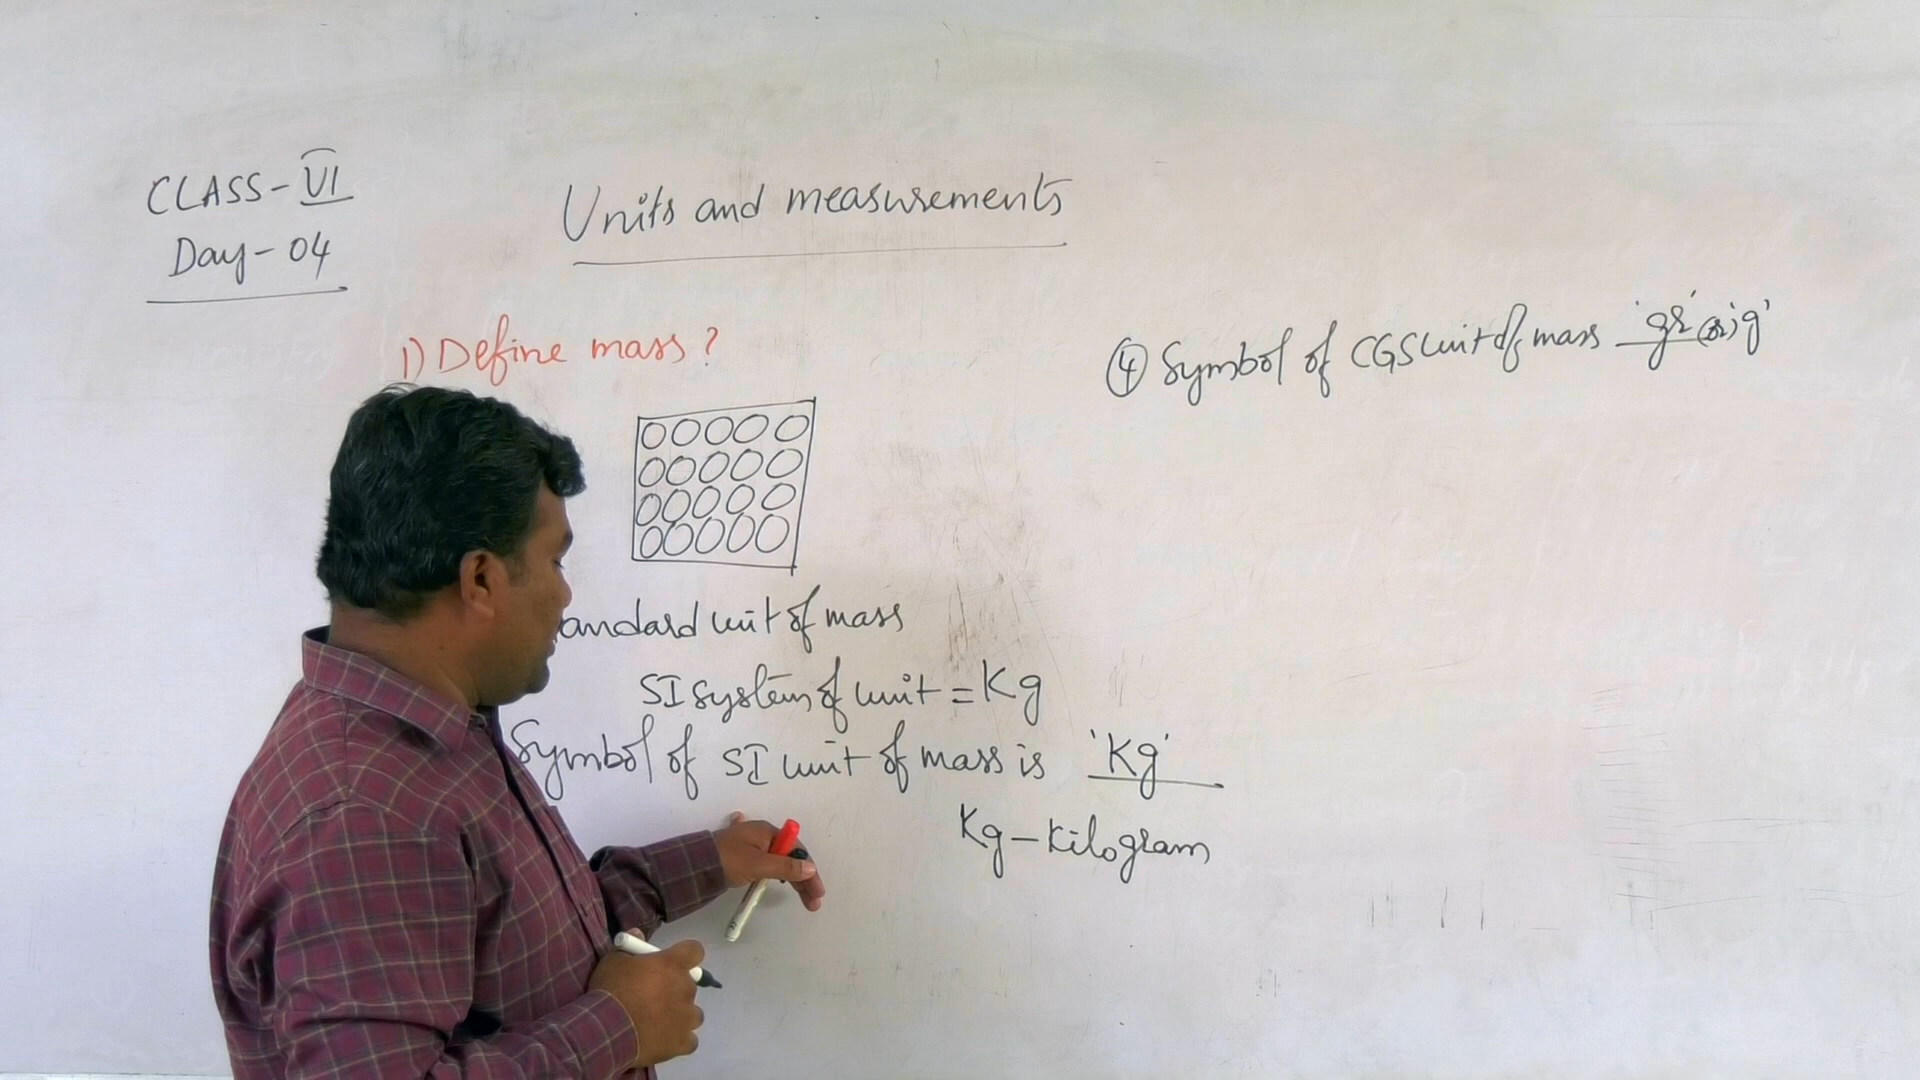 CLASS-VI
Day-04
Units and measurements
1) Define mass?
andard unit of mass
SI system of unit = Kg
Symbol of SI unit of mass is 'Kg'
Kg-Kilogram
④ Symbol of CGS unit of mass 'gr' (or) 'g'